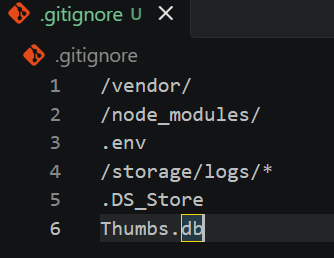 .gitignore U
.gitignore
1 /vendor/
2 /node_modules/
3 .env
4 /storage/logs/*
5 .DS_Store
6 Thumbs.db